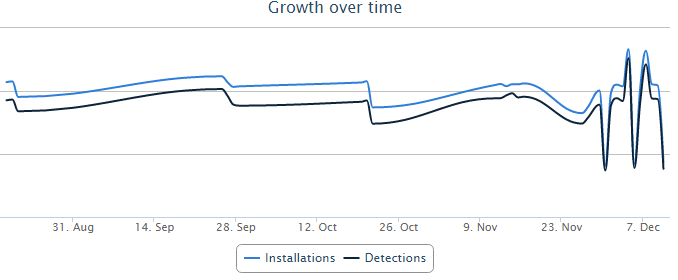 Growth over time
31. Aug 14. Sep 28. Sep 12. Oct 26. Oct 9. Nov 23. Nov 7. Dec
Installations Detections